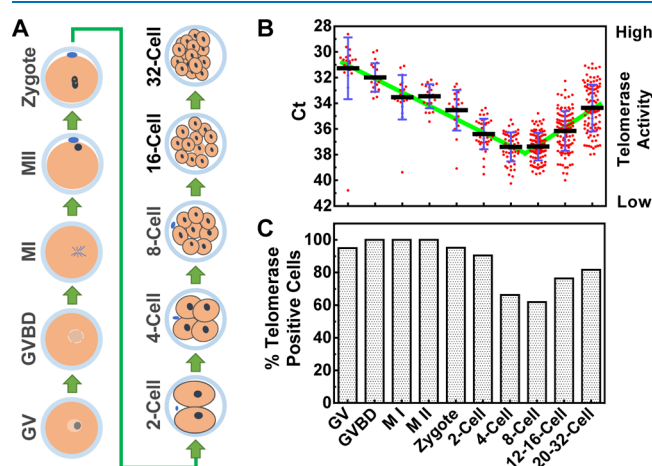 A
Zygote
MII
MI
GVBD
GV
32-Cell
16-Cell
8-Cell
4-Cell
2-Cell
B
Ct
28
30
32
34
36
38
40
42
High
Telomerase
Activity
Low
C
% Telomerase
Positive Cells
100
80
60
40
20
0
GV
GVBD
M I
M II
Zygote
2-Cell
4-Cell
8-Cell
12-16-Cell
20-32-Cell